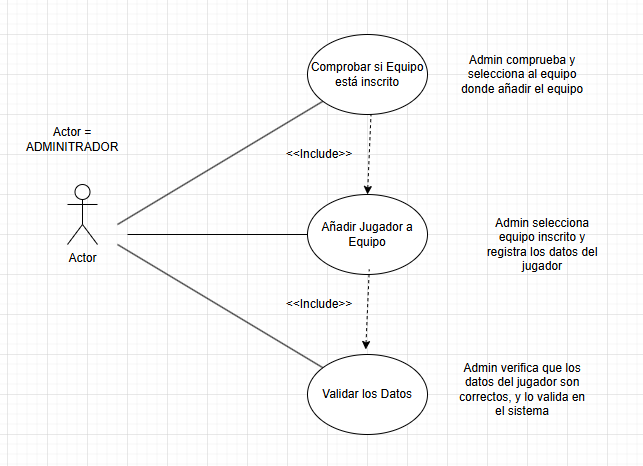 Comprobar si Equipo
está inscrito
Admin comprueba y
selecciona al equipo
donde añadir el equipo
Actor =
ADMINITRADOR
<<Include>>
Actor
Añadir Jugador a
Equipo
Admin selecciona
equipo inscrito y
registra los datos del
jugador
<<Include>>
Validar los Datos
Admin verifica que los
datos del jugador son
correctos, y lo valida en
el sistema